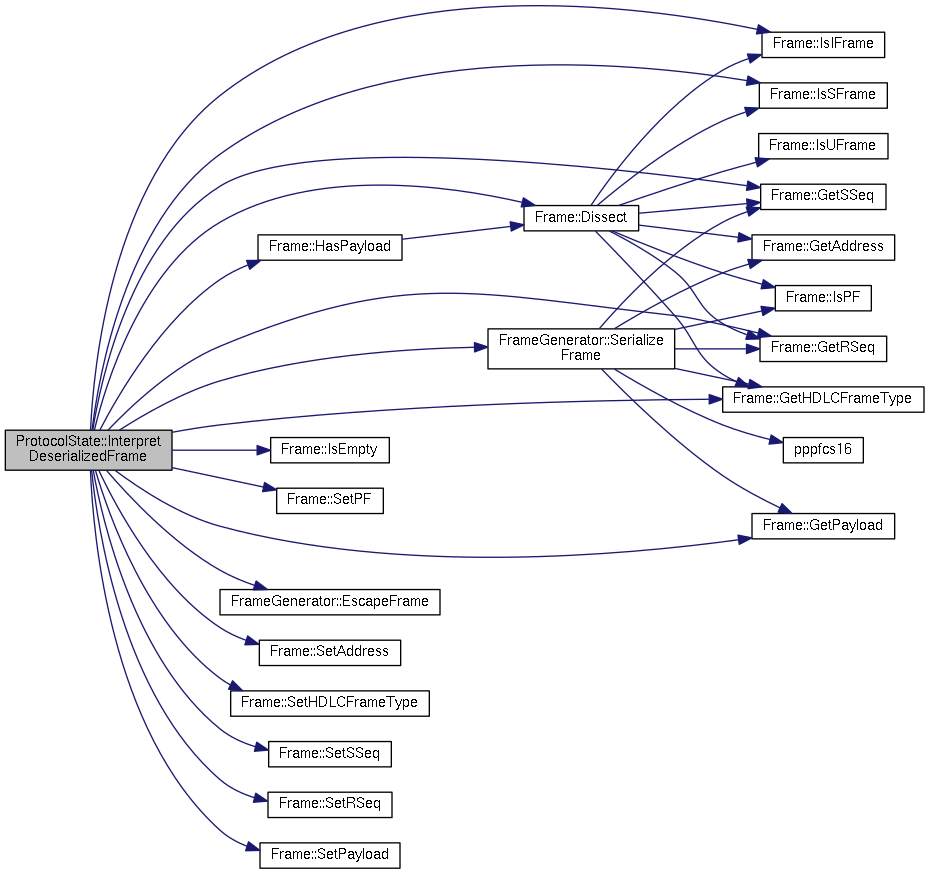 Frame::IsIFrame
Frame::IsSFrame
Frame::IsUFrame
Frame::GetSSeq
Frame::Dissect
Frame::HasPayload
Frame::GetAddress
Frame::IsPF
FrameGenerator::Serialize
Frame
Frame::GetRSeq
Frame::GetHDLCFrameType
ProtocolState::Interpret
DeserializedFrame
Frame::IsEmpty
pppfcs16
Frame::SetPF
Frame::GetPayload
FrameGenerator::EscapeFrame
Frame::SetAddress
Frame::SetHDLCFrameType
Frame::SetSSeq
Frame::SetRSeq
Frame::SetPayload